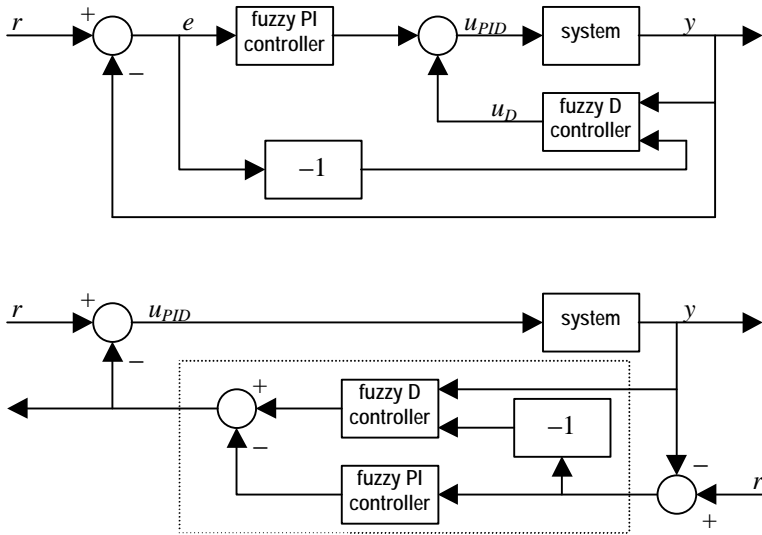 r
+
−
e
fuzzy PI
controller
u_PID
system
y
u_D
fuzzy D
controller
−1
r
+
−
u_PID
system
y
+
−
fuzzy D
controller
−1
fuzzy PI
controller
−
+
r